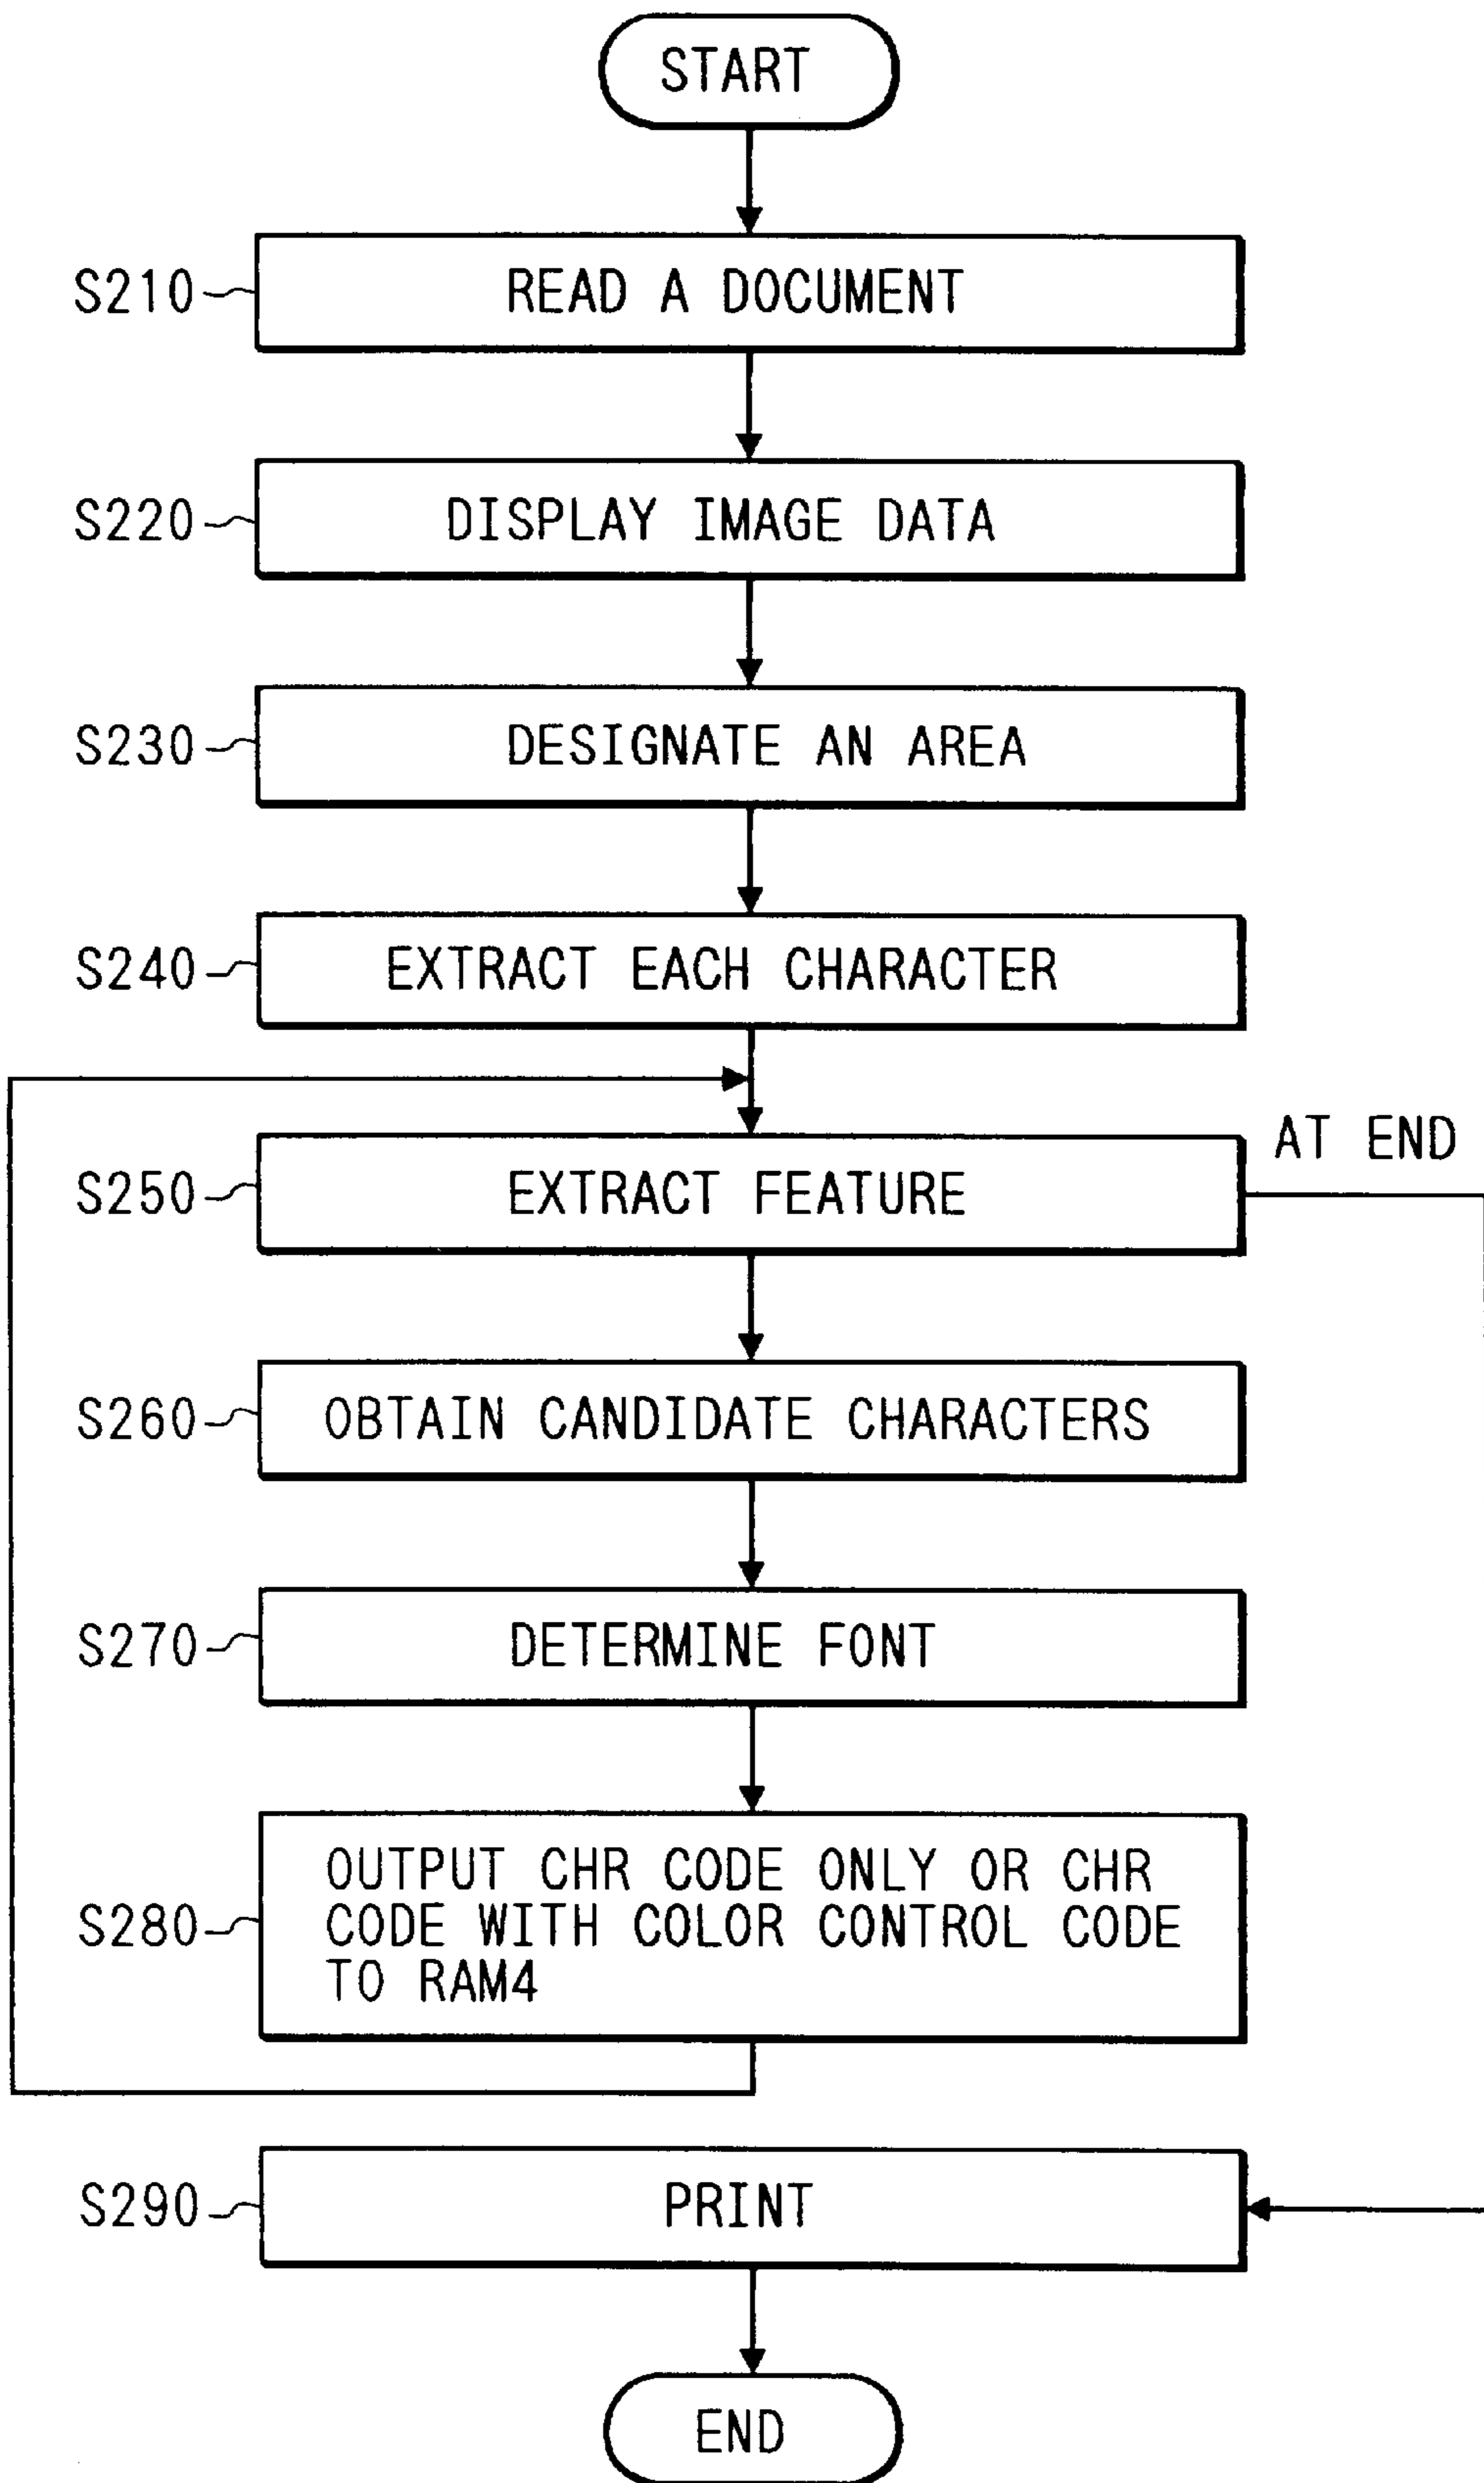 START
S210
READ A DOCUMENT
S220
DISPLAY IMAGE DATA
S230
DESIGNATE AN AREA
S240
EXTRACT EACH CHARACTER
S250
EXTRACT FEATURE
AT END
S260
OBTAIN CANDIDATE CHARACTERS
S270
DETERMINE FONT
S280
OUTPUT CHR CODE ONLY OR CHR
CODE WITH COLOR CONTROL CODE
TO RAM4
S290
PRINT
END